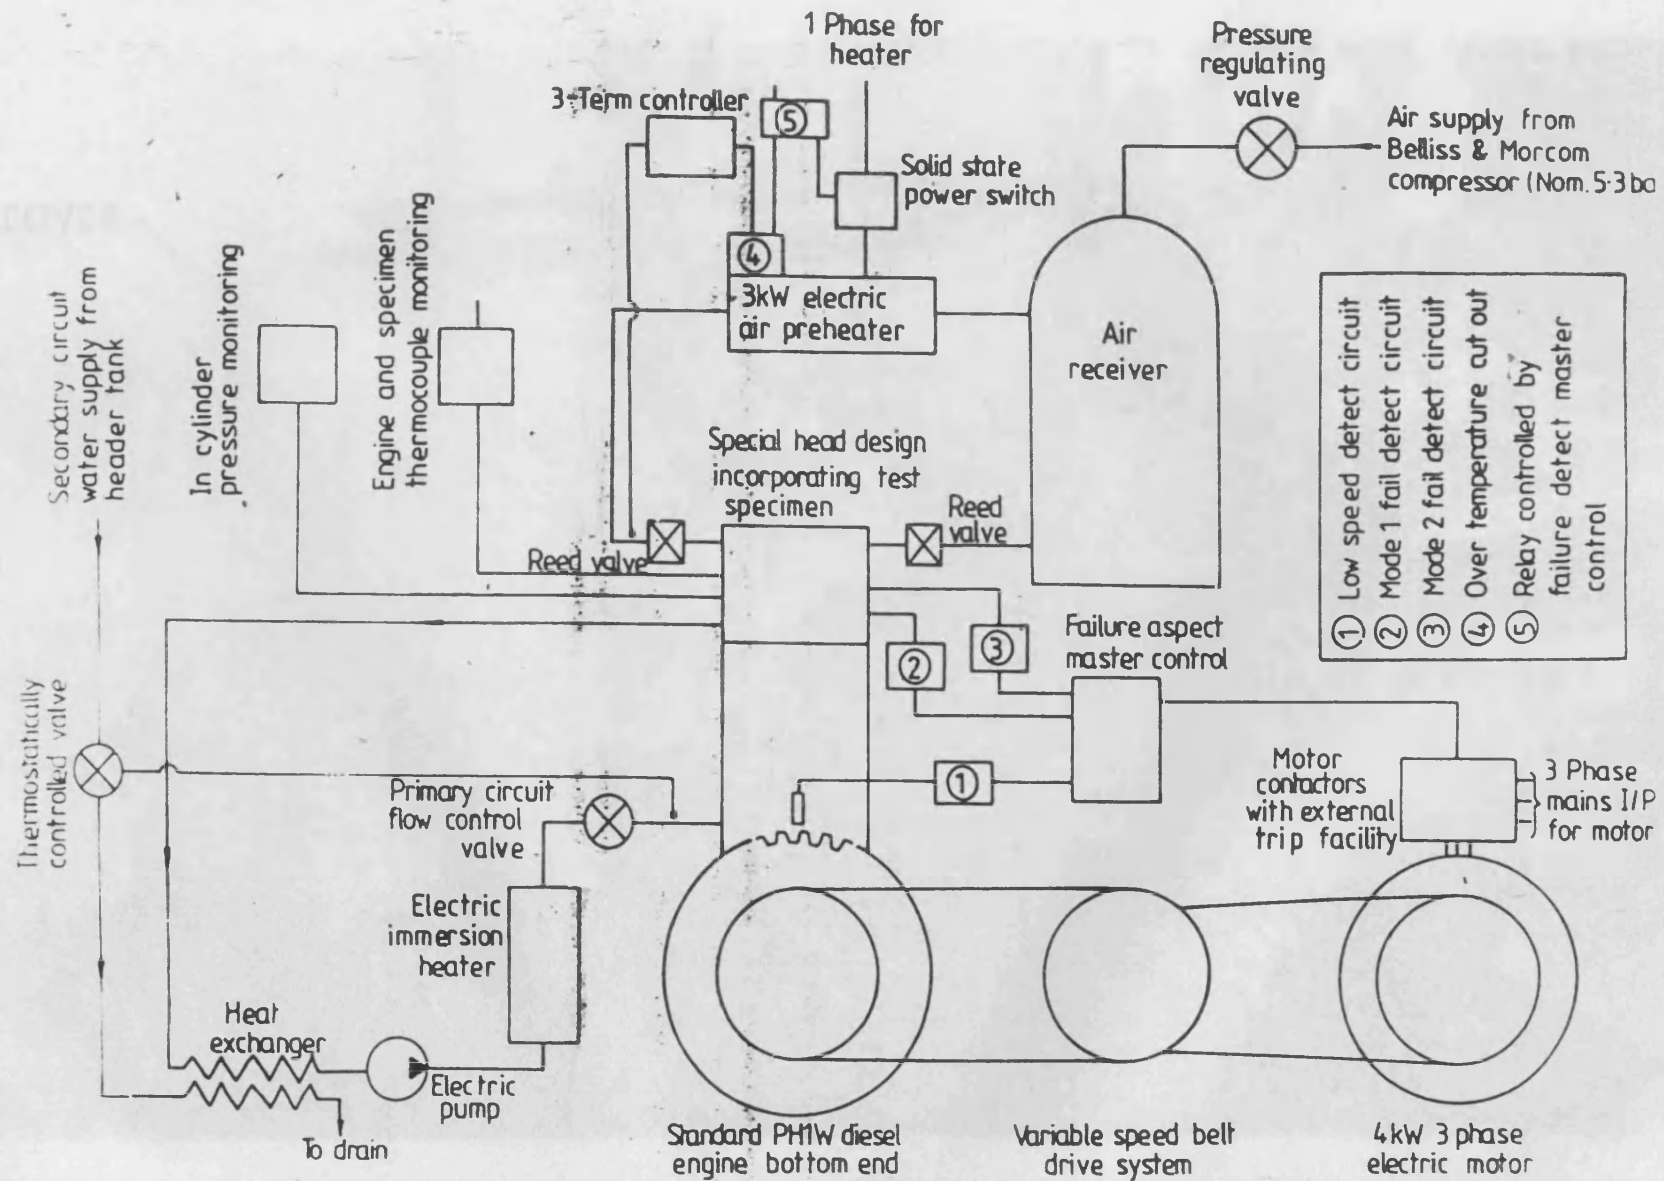 1 Phase for
heater
Pressure
regulating
valve
3-Term controller
5
Air supply from
Belliss & Morcom
compressor (Nom. 5·3 ba
Solid state
power switch
4
3kW electric
air preheater
Air
receiver
Secondary circuit
water supply from
header tank
In cylinder
pressure monitoring
Engine and specimen
thermocouple monitoring
1 Low speed detect circuit
2 Mode 1 fail detect circuit
3 Mode 2 fail detect circuit
4 Over temperature cut out
5 Relay controlled by
failure detect master
control
Special head design
incorporating test
specimen
Reed valve
Reed
valve
3
2
Failure aspect
master control
1
Thermostatically
controlled valve
Primary circuit
flow control
valve
Motor
contactors
with external
trip facility
3 Phase
mains I/P
for motor
Electric
immersion
heater
Heat
exchanger
Electric
pump
To drain
Standard PH1W diesel
engine bottom end
Variable speed belt
drive system
4kW 3 phase
electric motor